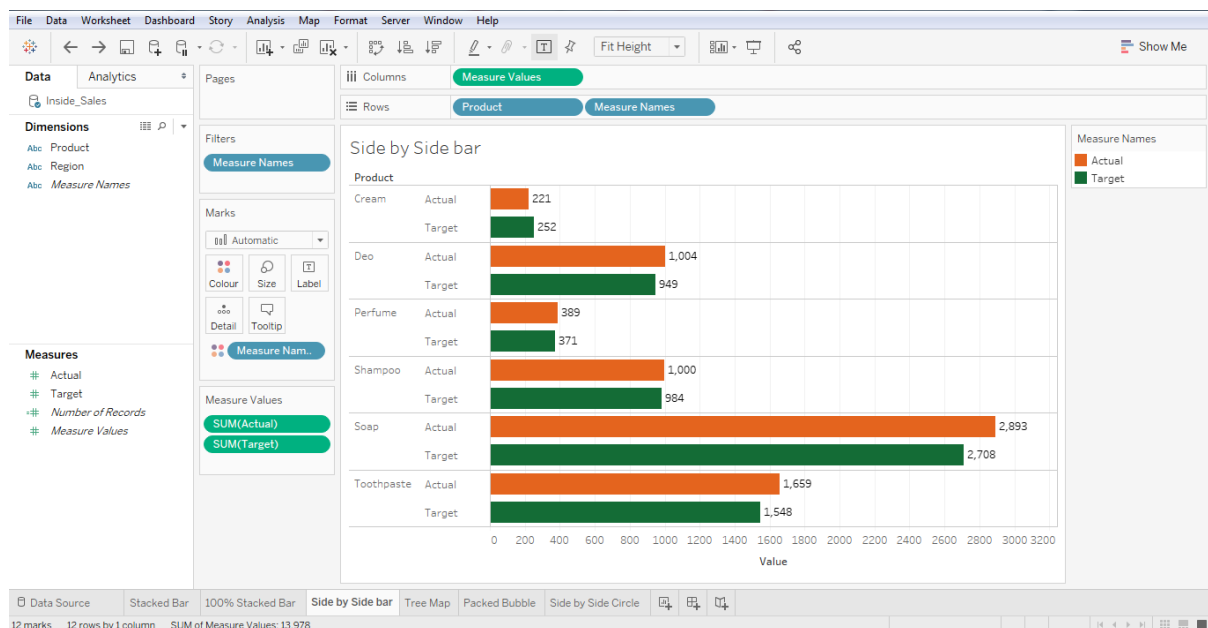 File Data Worksheet Dashboard Story Analysis Map Format Server Window Help
T Fit Height Show Me
Data Analytics
Inside_Sales
Dimensions
Abc Product
Abc Region
Abc Measure Names
Measures
# Actual
# Target
# Number of Records
# Measure Values
Pages
Filters
Measure Names
Marks
Automatic
Colour Size T Label
Detail Tooltip
Measure Nam..
Measure Values
SUM(Actual)
SUM(Target)
iii Columns Measure Values
Rows Product Measure Names
Side by Side bar
Product
Cream Actual 221
Target 252
Deo Actual 1,004
Target 949
Perfume Actual 389
Target 371
Shampoo Actual 1,000
Target 984
Soap Actual 2,893
Target 2,708
Toothpaste Actual 1,659
Target 1,548
0 200 400 600 800 1000 1200 1400 1600 1800 2000 2200 2400 2600 2800 3000 3200
Value
Measure Names
Actual
Target
Data Source Stacked Bar 100% Stacked Bar Side by Side bar Tree Map Packed Bubble Side by Side Circle
12 marks 12 rows by 1 column SUM of Measure Values: 13,978